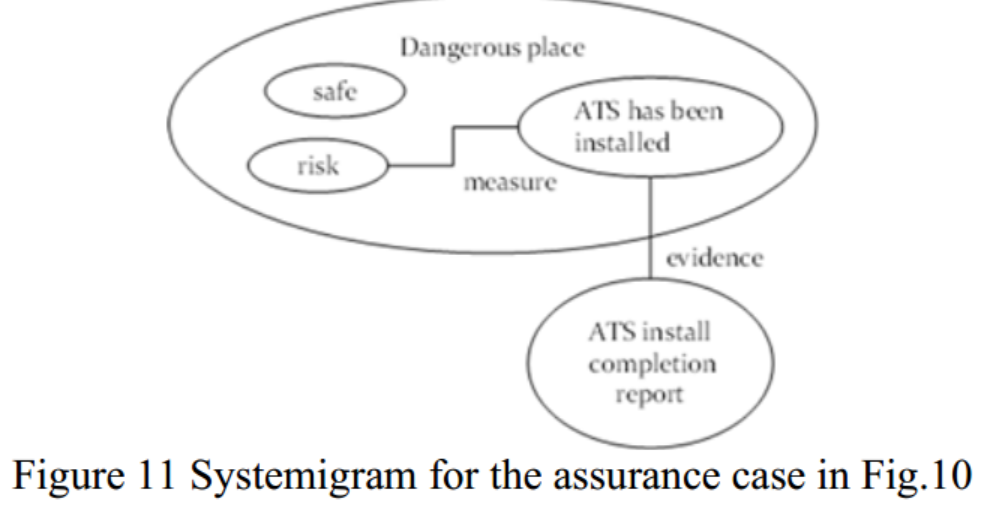 Dangerous place
safe
ATS has been
installed
risk
measure
evidence
ATS install
completion
report
Figure 11 Systemigram for the assurance case in Fig.10